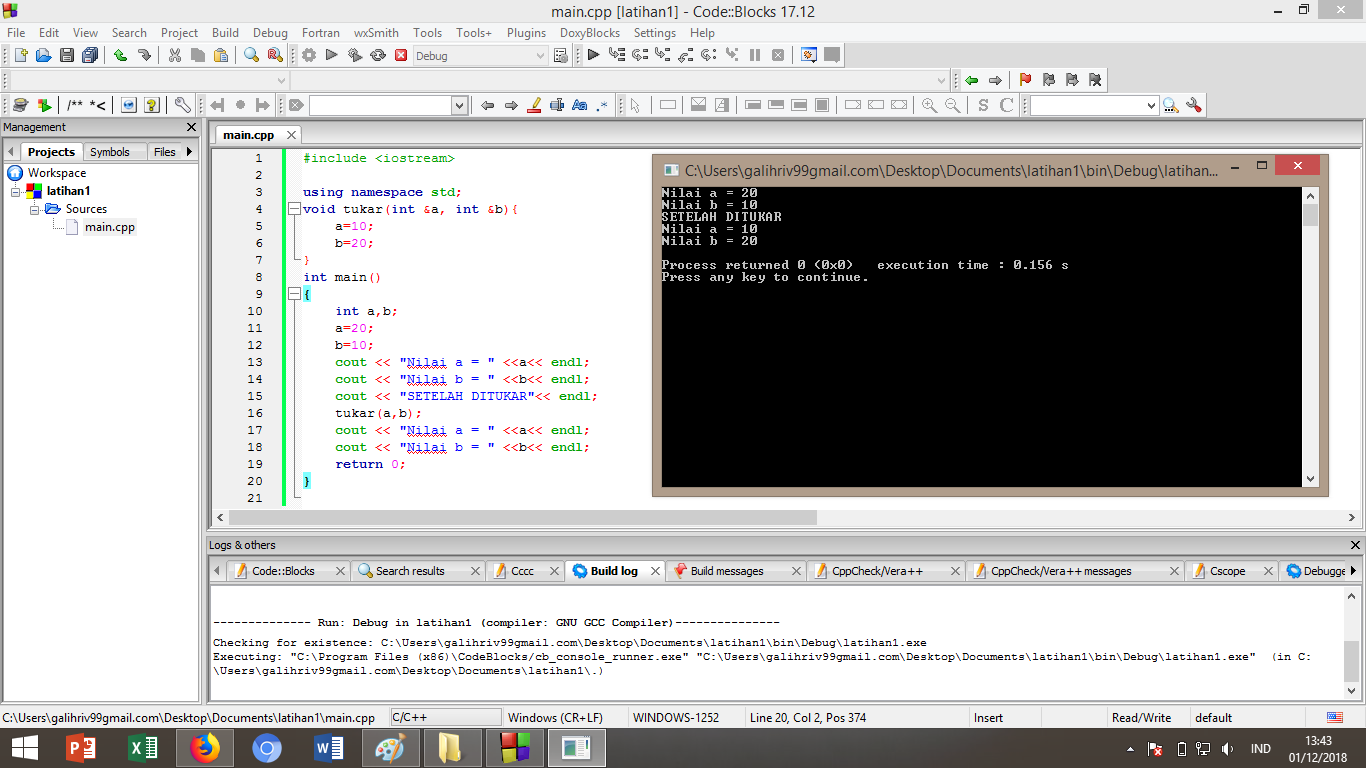 main.cpp [latihan1] - Code::Blocks 17.12
File Edit View Search Project Build Debug Fortran wxSmith Tools Tools+ Plugins DoxyBlocks Settings Help
Debug
/** *<
Aa .*
S C
Management
Projects Symbols Files
Workspace
latihan1
Sources
main.cpp
main.cpp
1 #include <iostream>
2
3 using namespace std;
4 void tukar(int &a, int &b){
5 a=10;
6 b=20;
7 }
8 int main()
9 {
10 int a,b;
11 a=20;
12 b=10;
13 cout << "Nilai a = " <<a<< endl;
14 cout << "Nilai b = " <<b<< endl;
15 cout << "SETELAH DITUKAR"<< endl;
16 tukar(a,b);
17 cout << "Nilai a = " <<a<< endl;
18 cout << "Nilai b = " <<b<< endl;
19 return 0;
20 }
21
C:\Users\galihriv99gmail.com\Desktop\Documents\latihan1\bin\Debug\latihan...
Nilai a = 20
Nilai b = 10
SETELAH DITUKAR
Nilai a = 10
Nilai b = 20
Process returned 0 (0x0) execution time : 0.156 s
Press any key to continue.
Logs & others
Code::Blocks Search results Cccc Build log Build messages CppCheck/Vera++ CppCheck/Vera++ messages Cscope Debugge
-------------- Run: Debug in latihan1 (compiler: GNU GCC Compiler)---------------
Checking for existence: C:\Users\galihriv99gmail.com\Desktop\Documents\latihan1\bin\Debug\latihan1.exe
Executing: "C:\Program Files (x86)\CodeBlocks/cb_console_runner.exe" "C:\Users\galihriv99gmail.com\Desktop\Documents\latihan1\bin\Debug\latihan1.exe" (in C:
\Users\galihriv99gmail.com\Desktop\Documents\latihan1\.)
C:\Users\galihriv99gmail.com\Desktop\Documents\latihan1\main.cpp C/C++ Windows (CR+LF) WINDOWS-1252 Line 20, Col 2, Pos 374 Insert Read/Write default
IND
13:43
01/12/2018